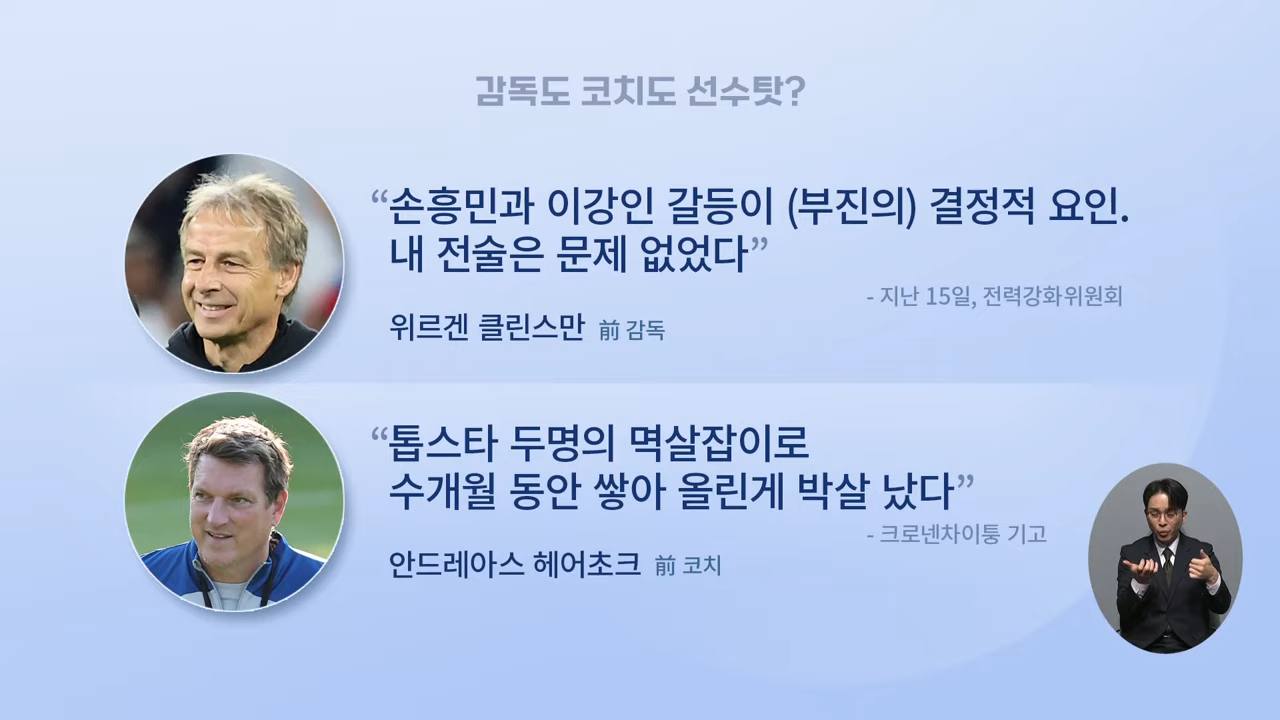 감독도 코치도 선수탓?
“손흥민과 이강인 갈등이 (부진의) 결정적 요인.
내 전술은 문제 없었다”
- 지난 15일, 전력강화위원회
위르겐 클린스만 前 감독
“톱스타 두명의 멱살잡이로
수개월 동안 쌓아 올린게 박살 났다”
- 크로넨차이퉁 기고
안드레아스 헤어초크 前 코치